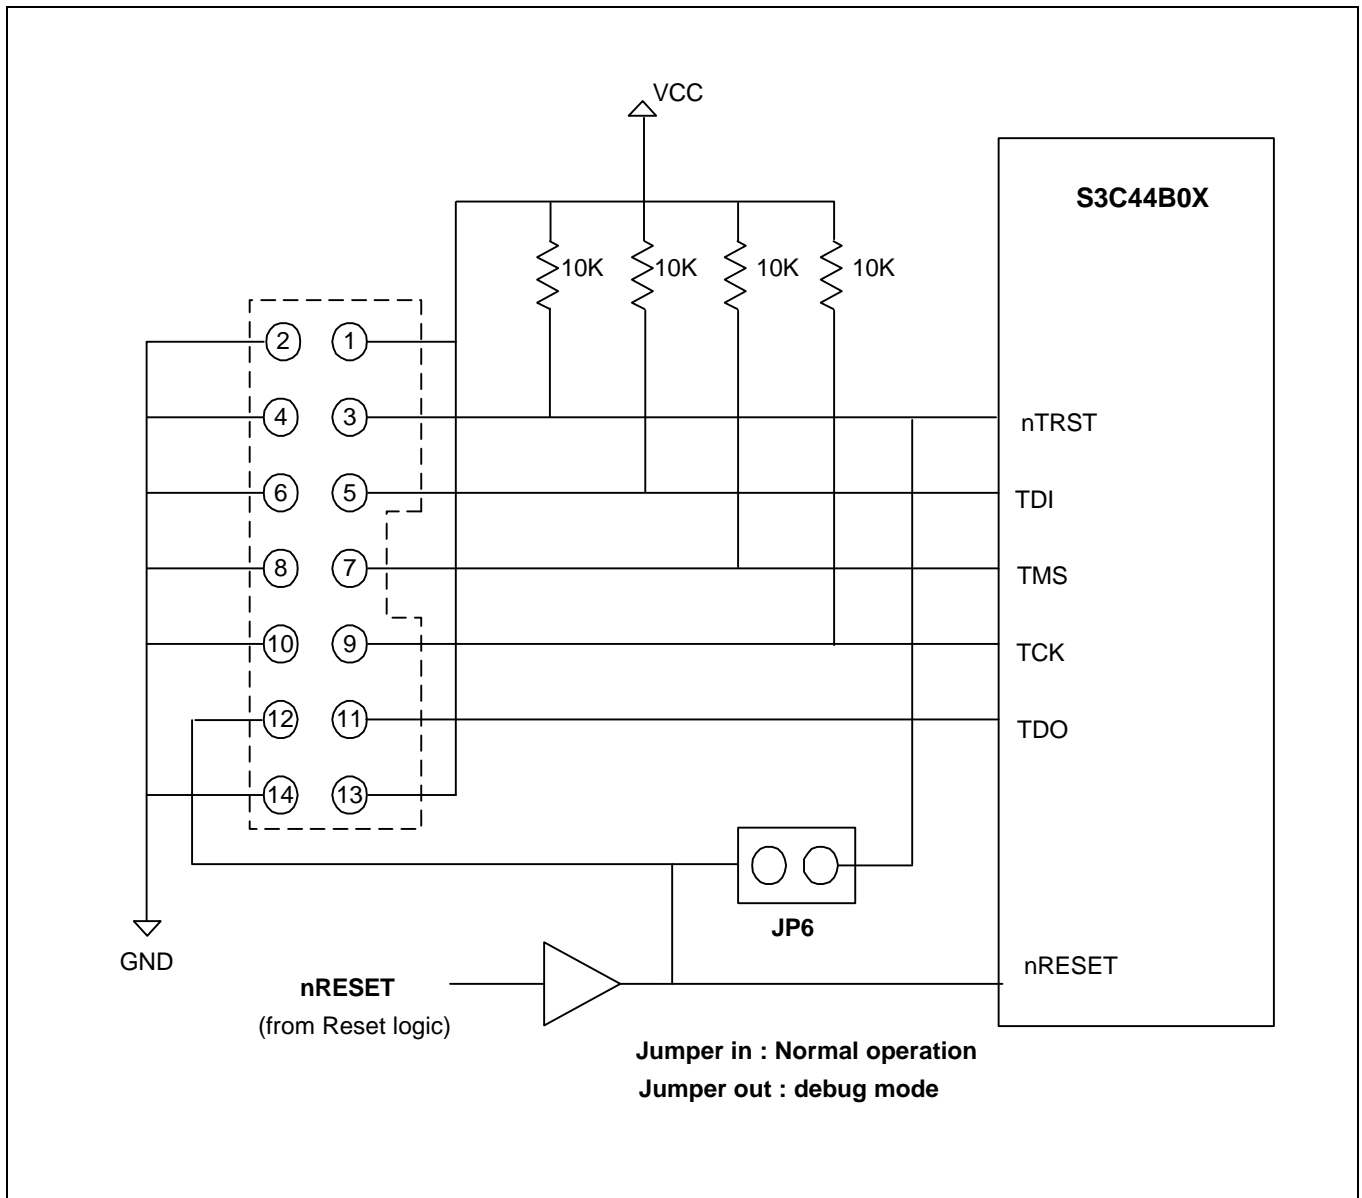 VCC
S3C44B0X
10K 10K 10K 10K
2 1
4 3 nTRST
6 5 TDI
8 7 TMS
10 9 TCK
12 11 TDO
14 13
JP6
GND
nRESET
nRESET
(from Reset logic)
Jumper in : Normal operation
Jumper out : debug mode